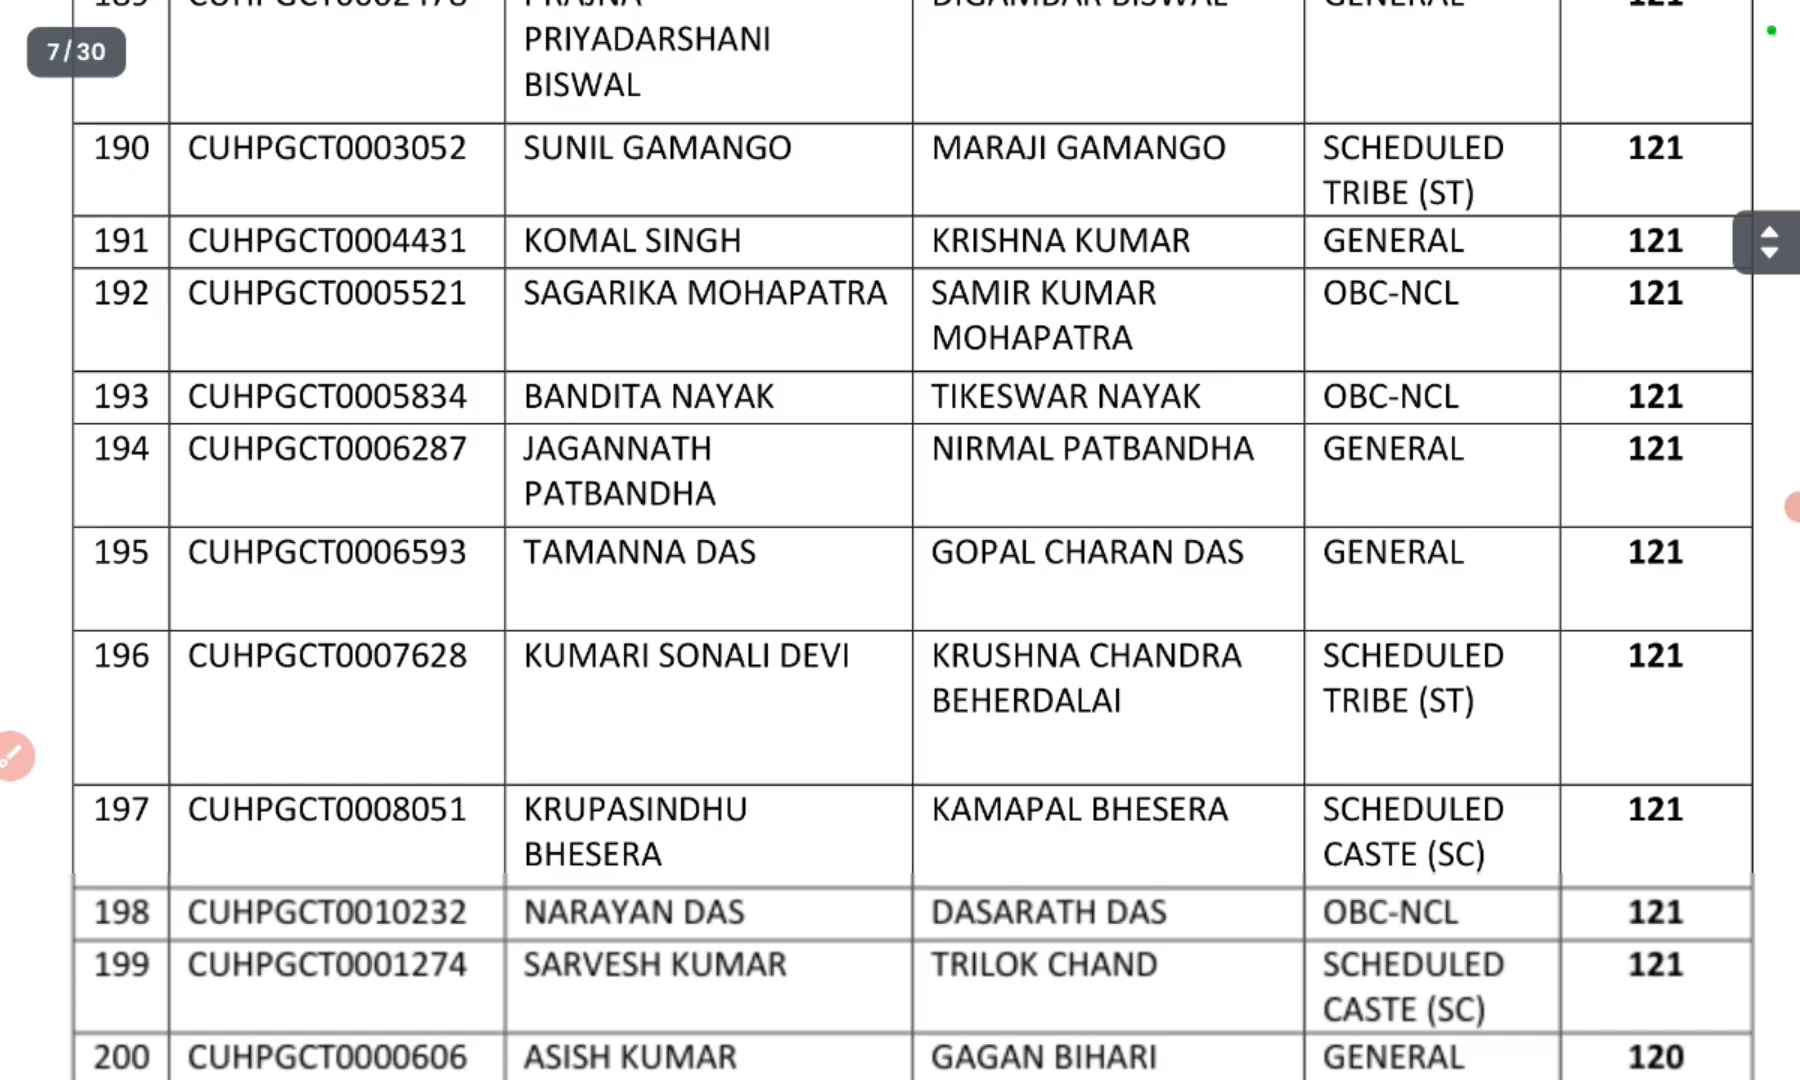 7/30
PRIYADARSHANI
BISWAL
190 CUHPGCT0003052 SUNIL GAMANGO MARAJI GAMANGO SCHEDULED 121
TRIBE (ST)
191 CUHPGCT0004431 KOMAL SINGH KRISHNA KUMAR GENERAL 121
192 CUHPGCT0005521 SAGARIKA MOHAPATRA SAMIR KUMAR OBC-NCL 121
MOHAPATRA
193 CUHPGCT0005834 BANDITA NAYAK TIKESWAR NAYAK OBC-NCL 121
194 CUHPGCT0006287 JAGANNATH NIRMAL PATBANDHA GENERAL 121
PATBANDHA
195 CUHPGCT0006593 TAMANNA DAS GOPAL CHARAN DAS GENERAL 121
196 CUHPGCT0007628 KUMARI SONALI DEVI KRUSHNA CHANDRA SCHEDULED 121
BEHERDALAI TRIBE (ST)
197 CUHPGCT0008051 KRUPASINDHU KAMAPAL BHESERA SCHEDULED 121
BHESERA CASTE (SC)
198 CUHPGCT0010232 NARAYAN DAS DASARATH DAS OBC-NCL 121
199 CUHPGCT0001274 SARVESH KUMAR TRILOK CHAND SCHEDULED 121
CASTE (SC)
200 CUHPGCT0000606 ASISH KUMAR GAGAN BIHARI GENERAL 120